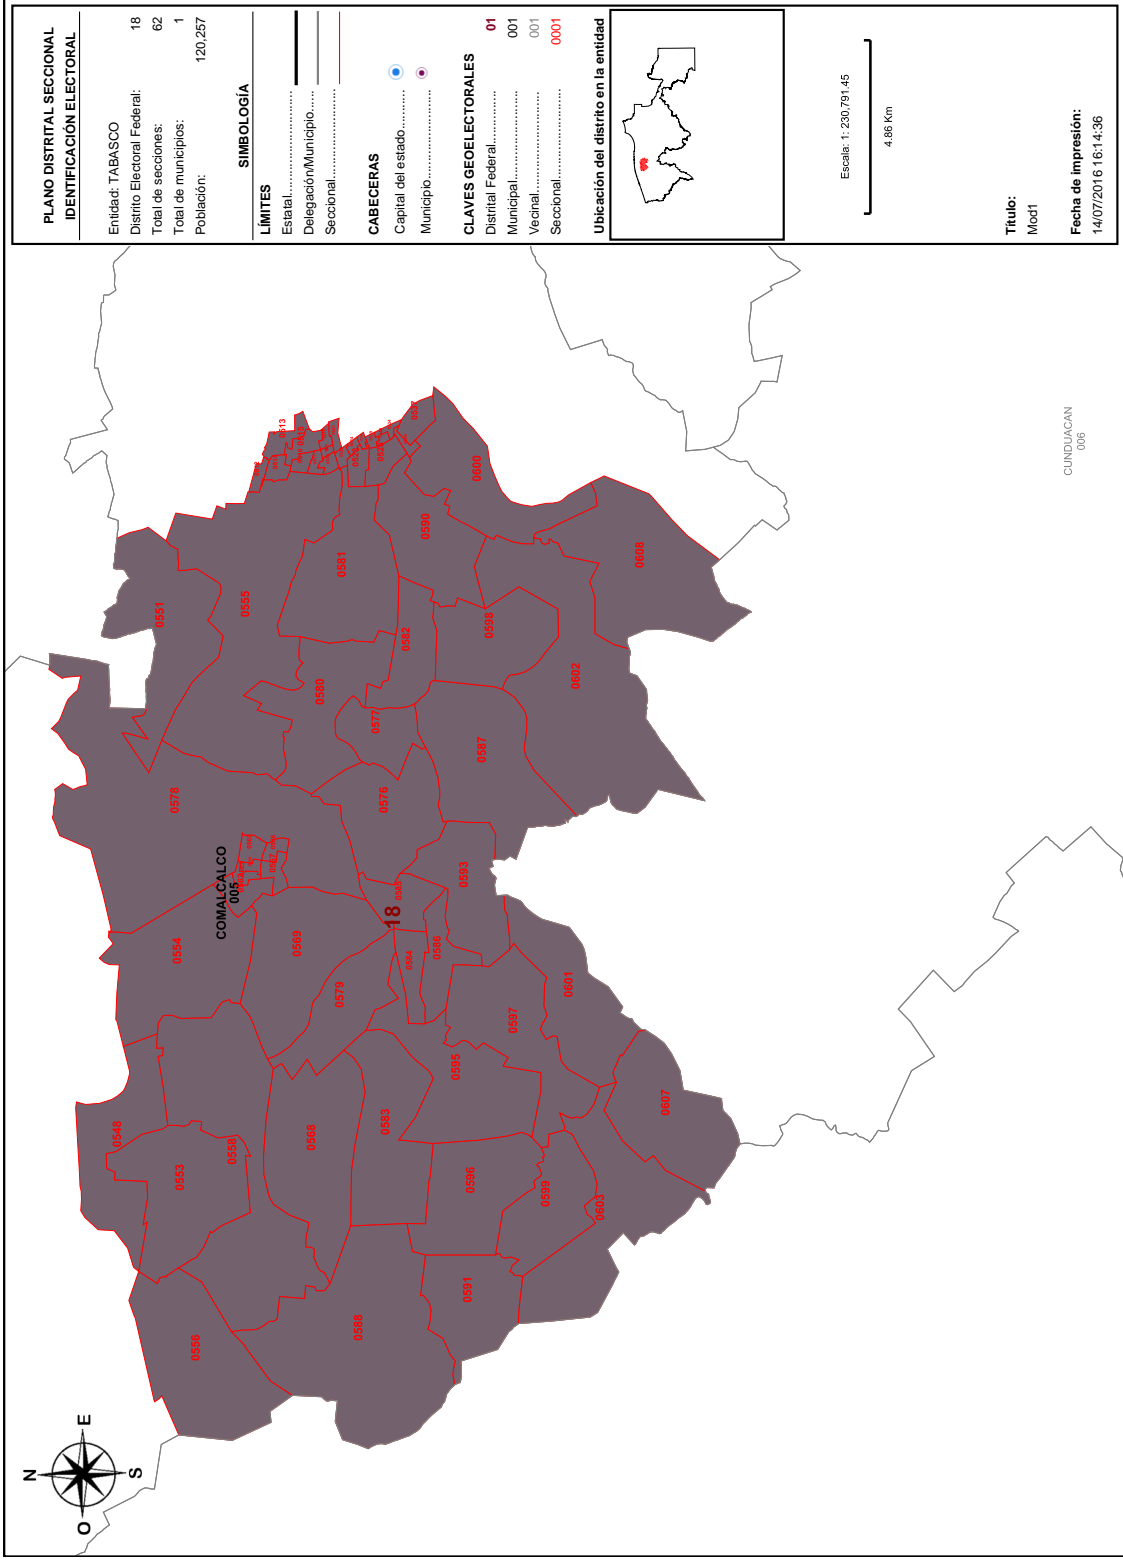 PLANO DISTRITAL SECCIONAL
IDENTIFICACIÓN ELECTORAL
Entidad: TABASCO
Distrito Electoral Federal: 18
Total de secciones: 62
Total de municipios: 1
Población: 120,257
SIMBOLOGÍA
LÍMITES
Estatal
Delegación/Municipio
Seccional
CABECERAS
Capital del estado
Municipio
CLAVES GEOELECTORALES
Distrital Federal 01
Municipal 001
Vecinal 001
Seccional 0001
Ubicación del distrito en la entidad
Escala: 1: 230,791.45
4.86 Km
Título:
Mod1
Fecha de impresión:
14/07/2016 16:14:36
N
O
E
S
COMALCALCO
005
18
CUNDUACAN
006
0548
0551
0578
0554
0553
0556
0558
0555
0513
0569
0568
0580
0581
0579
0577
0576
0583
0588
0582
0590
0584
0585
0586
0537
0600
0593
0587
0598
0595
0596
0591
0597
0599
0601
0602
0603
0608
0607